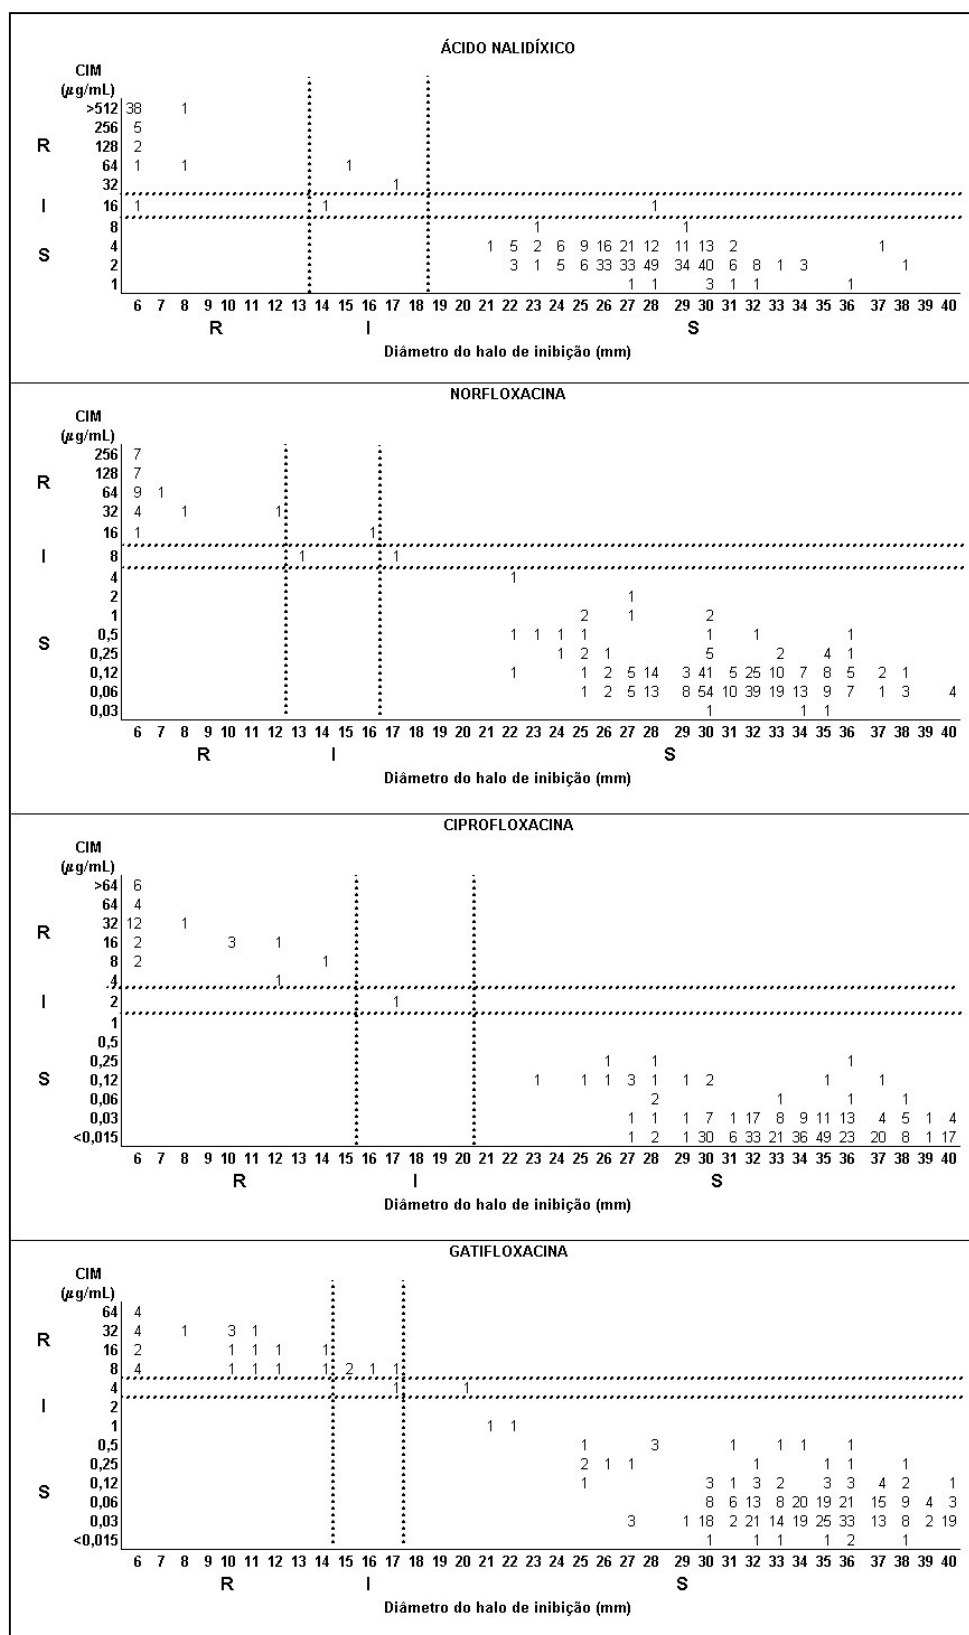 ÁCIDO NALIDÍXICO
CIM
(µg/mL)
>512 38 1
256 5
R 128 2
64 1 1 1
32 1
I 16 1 1 1
8 1 1
S 4 1 5 2 6 9 16 21 12 11 13 2 1
2 3 1 5 6 33 33 49 34 40 6 8 1 3 1
1 1 1 3 1 1 1
6 7 8 9 10 11 12 13 14 15 16 17 18 19 20 21 22 23 24 25 26 27 28 29 30 31 32 33 34 35 36 37 38 39 40
R I S
Diâmetro do halo de inibição (mm)
NORFLOXACINA
CIM
(µg/mL)
256 7
R 128 7
64 9 1
32 4 1 1
16 1 1
I 8 1 1
4 1
2 1
1 2 1 2
S 0,5 1 1 1 1 1 1 1
0,25 1 2 1 5 2 4 1
0,12 1 1 2 5 14 3 41 5 25 10 7 8 5 2 1
0,06 1 2 5 13 8 54 10 39 19 13 9 7 1 3 4
0,03 1 1 1
6 7 8 9 10 11 12 13 14 15 16 17 18 19 20 21 22 23 24 25 26 27 28 29 30 31 32 33 34 35 36 37 38 39 40
R I S
Diâmetro do halo de inibição (mm)
CIPROFLOXACINA
CIM
(µg/mL)
>64 6
64 4
R 32 12 1
16 2 3 1
8 2 1
4 1
I 2 1
1
0,5
0,25 1 1 1
S 0,12 1 1 1 3 1 1 2 1 1
0,06 2 1 1 1
0,03 1 1 1 7 1 17 8 9 11 13 4 5 1 4
<0,015 1 2 1 30 6 33 21 36 49 23 20 8 1 17
6 7 8 9 10 11 12 13 14 15 16 17 18 19 20 21 22 23 24 25 26 27 28 29 30 31 32 33 34 35 36 37 38 39 40
R I S
Diâmetro do halo de inibição (mm)
GATIFLOXACINA
CIM
(µg/mL)
64 4
R 32 4 1 3 1
16 2 1 1 1 1
8 4 1 1 1 1 2 1 1
4 1 1
I 2
1 1 1
0,5 1 3 1 1 1 1
0,25 2 1 1 1 1 1 1
S 0,12 1 3 1 3 2 3 3 4 2 1
0,06 8 6 13 8 20 19 21 15 9 4 3
0,03 3 1 18 2 21 14 19 25 33 13 8 2 19
<0,015 1 1 1 1 2 1
6 7 8 9 10 11 12 13 14 15 16 17 18 19 20 21 22 23 24 25 26 27 28 29 30 31 32 33 34 35 36 37 38 39 40
R I S
Diâmetro do halo de inibição (mm)